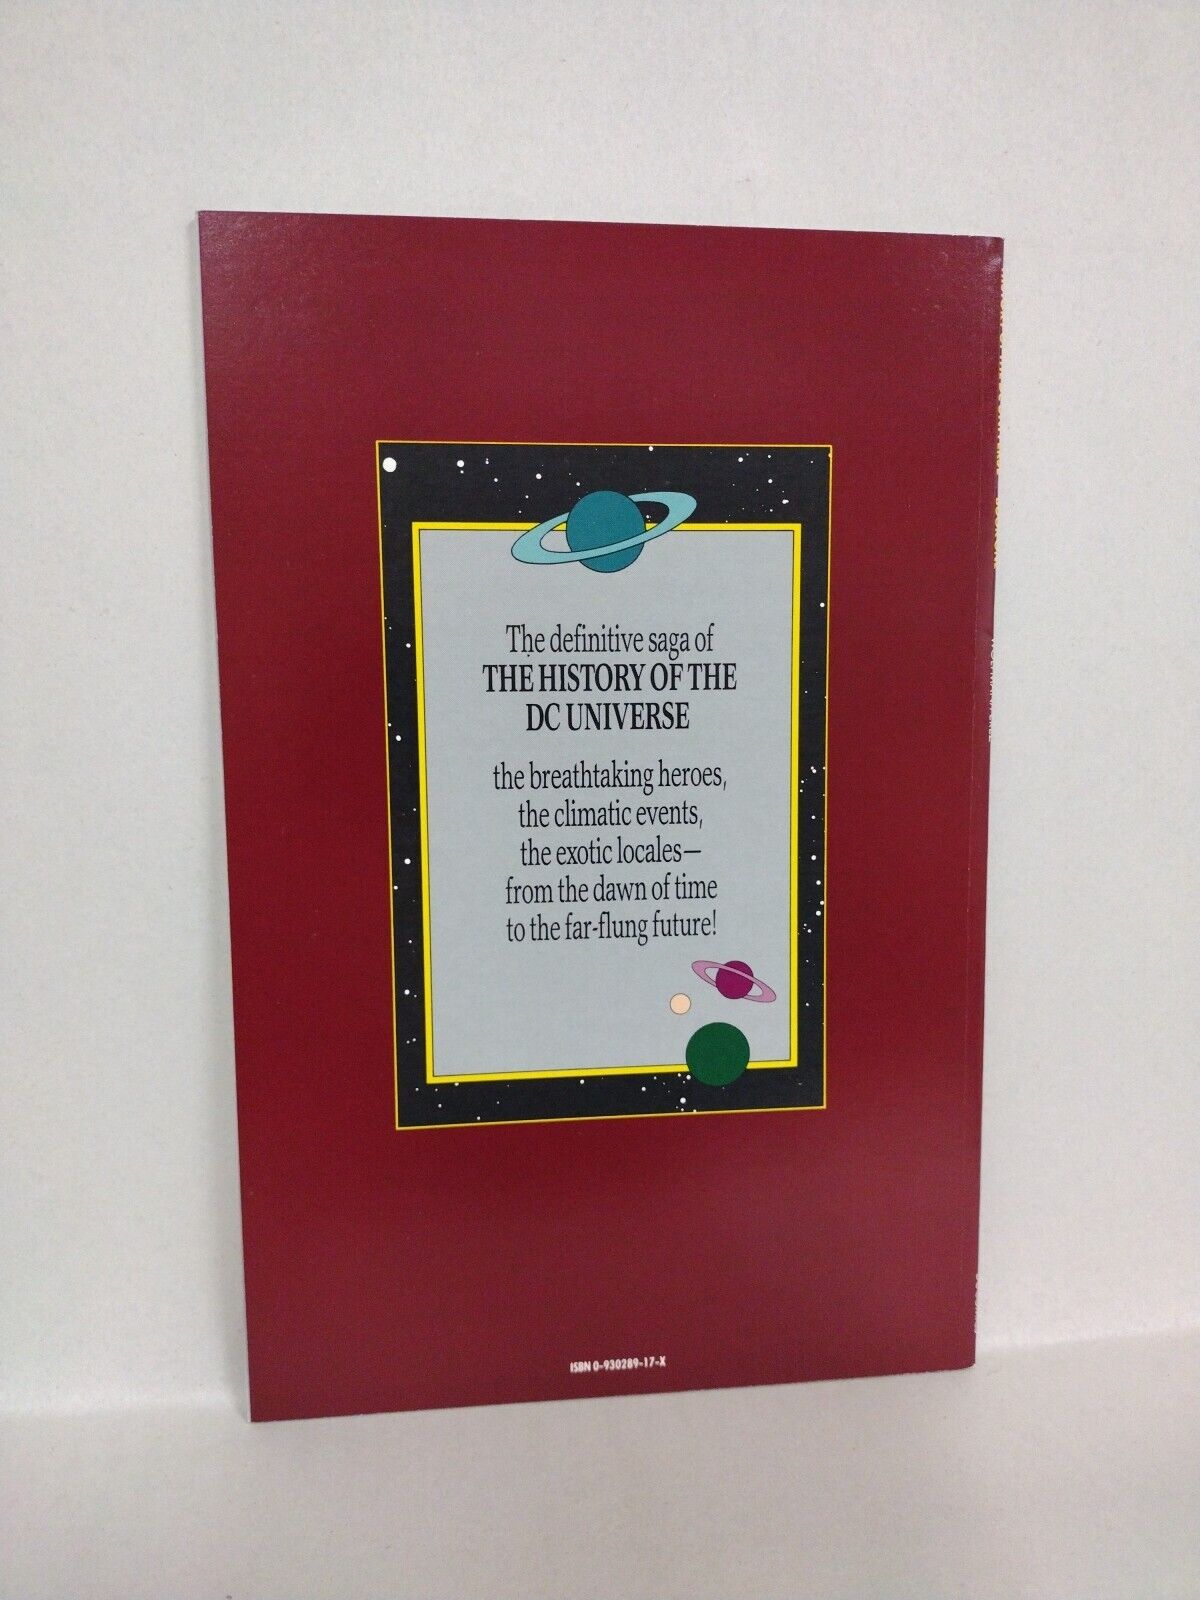 The definitive saga of
THE HISTORY OF THE
DC UNIVERSE
the breathtaking heroes,
the climatic events,
the exotic locales—
from the dawn of time
to the far-flung future!
ISBN 0-930289-17-X